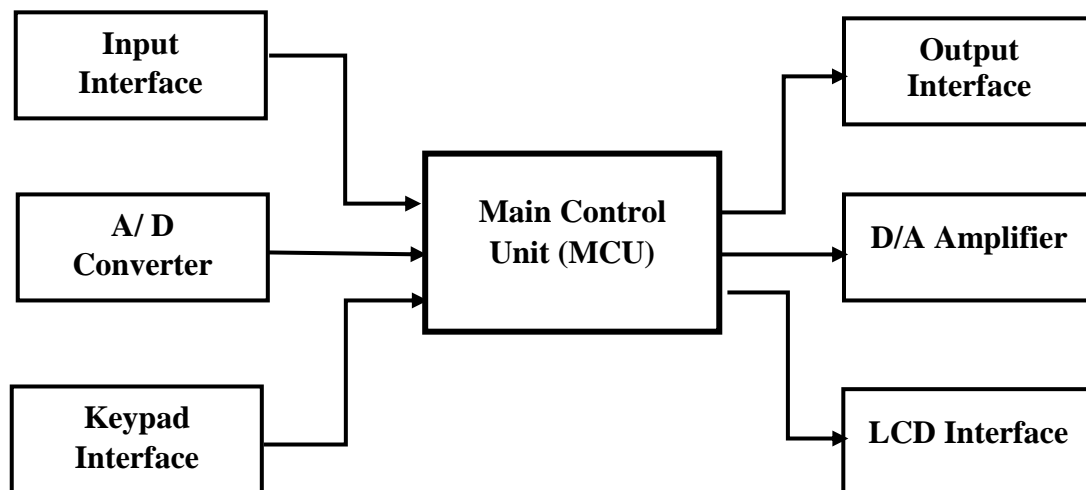 Input
Interface
A/ D
Converter
Keypad
Interface
Main Control
Unit (MCU)
Output
Interface
D/A Amplifier
LCD Interface